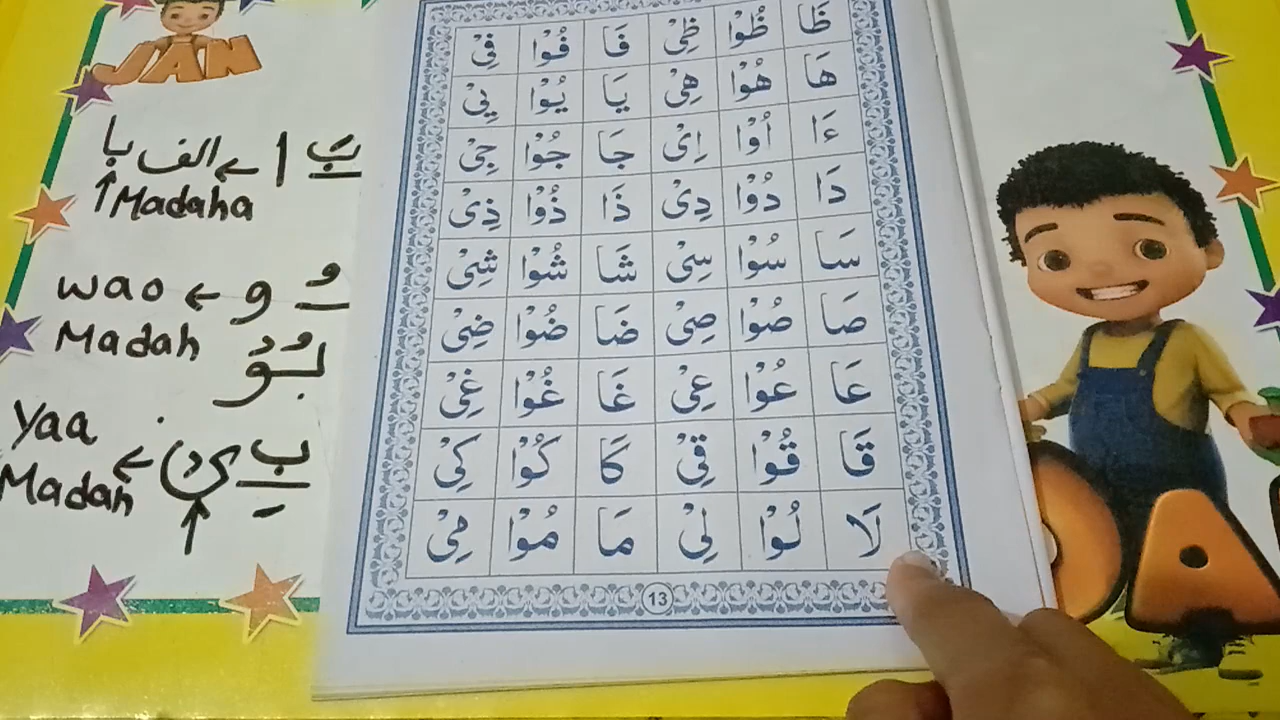 JAN
بَ ا ← الف با
↑ Madaha
ـُ و ← wao
Madah
بُوْ
بِ ىْ ← Yaa
Madah
↑
ظَا ظُوْا ظِىْ فَا فُوْا فِىْ
هَا هُوْا هِىْ يَا يُوْا يِىْ
ءَا اُوْا اِىْ جَا جُوْا جِىْ
دَا دُوْا دِىْ ذَا ذُوْا ذِىْ
سَا سُوْا سِىْ شَا شُوْا شِىْ
صَا صُوْا صِىْ ضَا ضُوْا ضِىْ
عَا عُوْا عِىْ غَا غُوْا غِىْ
قَا قُوْا قِىْ كَا كُوْا كِىْ
لَا لُوْا لِىْ مَا مُوْا مِىْ
13